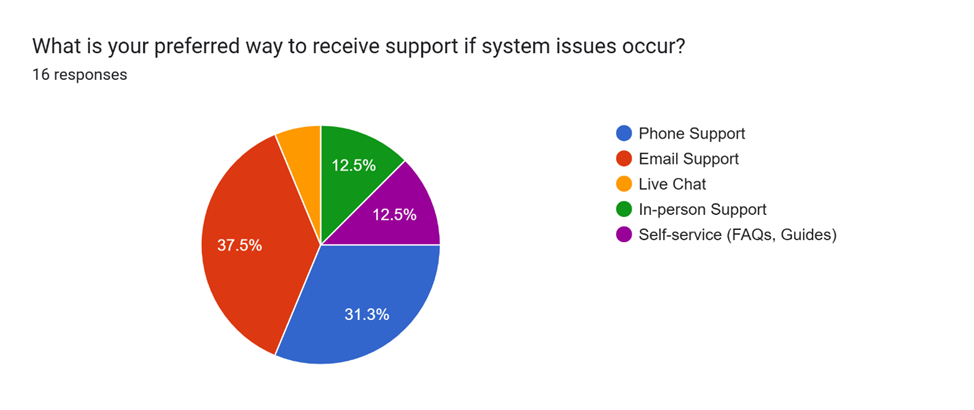 What is your preferred way to receive support if system issues occur?
16 responses
12.5%
12.5%
37.5%
31.3%
Phone Support
Email Support
Live Chat
In-person Support
Self-service (FAQs, Guides)